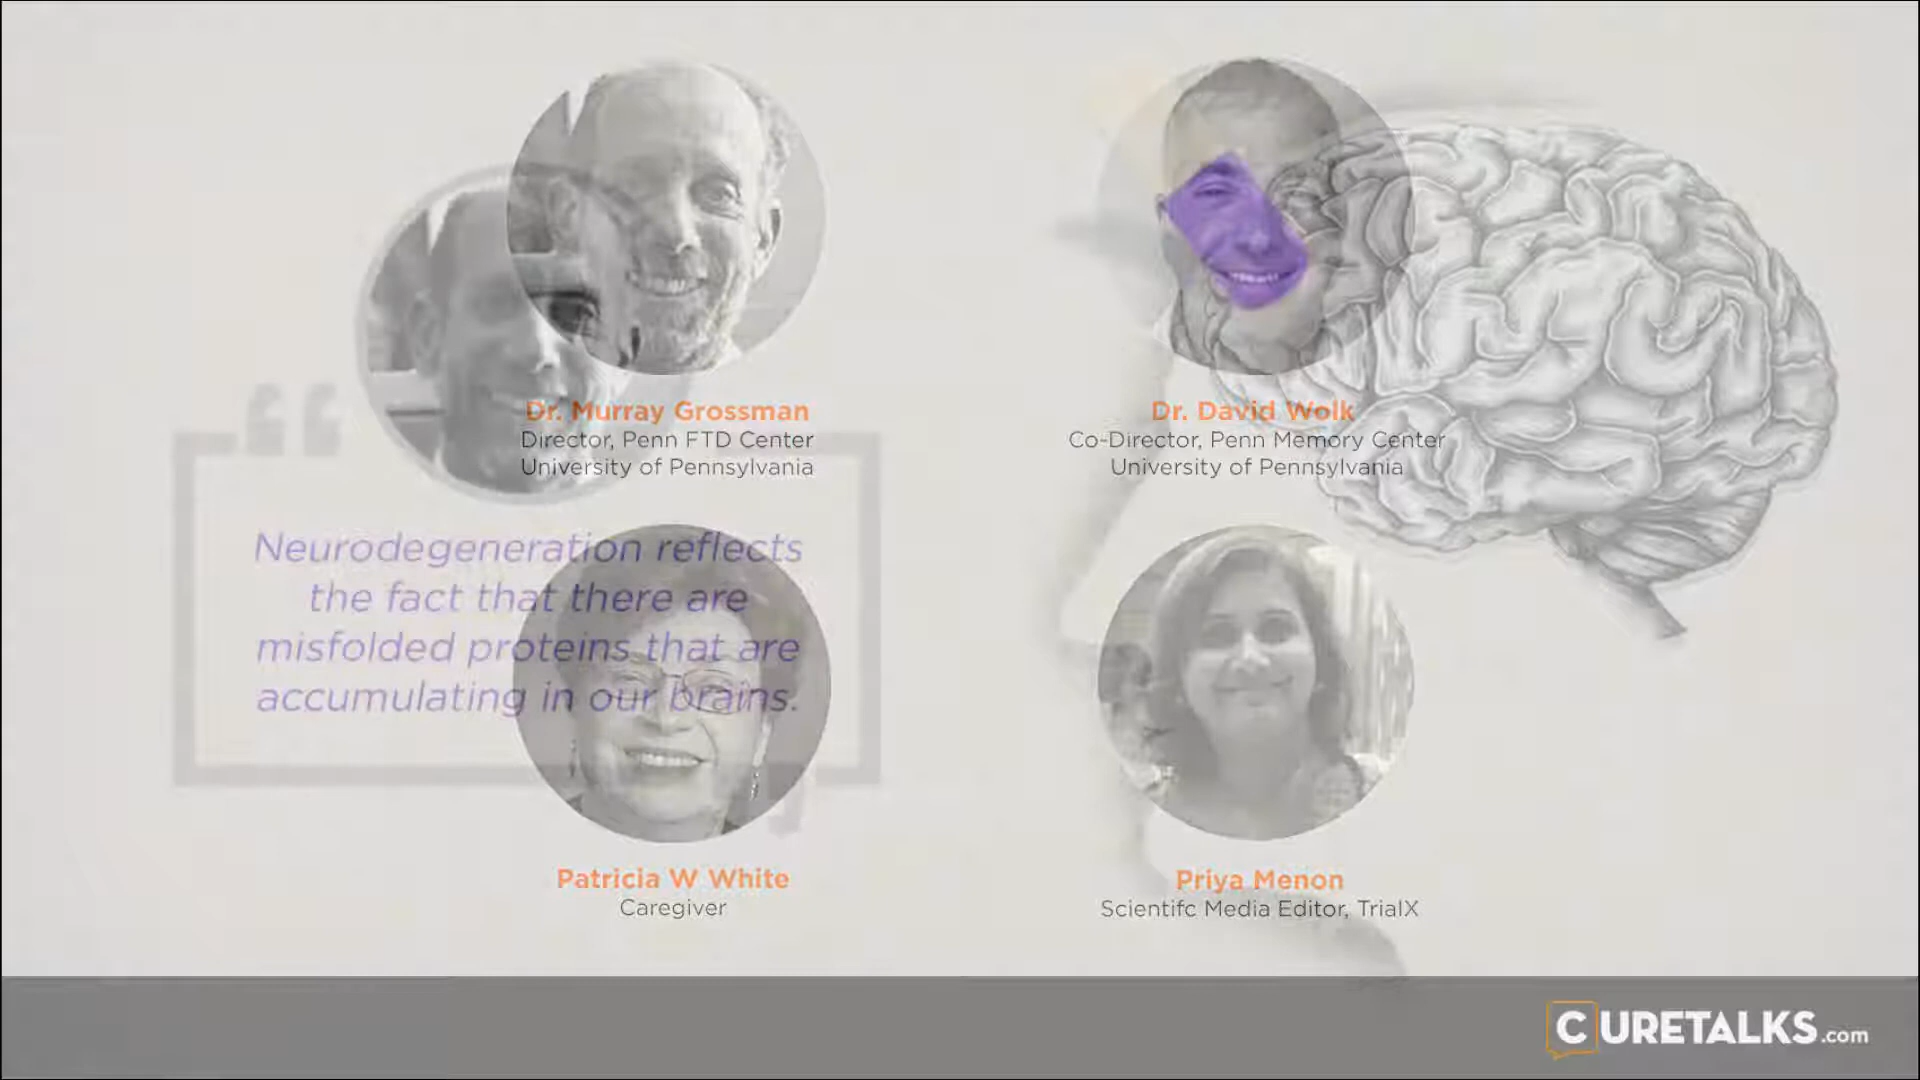 Dr. Murray Grossman
Director, Penn FTD Center
University of Pennsylvania
Dr. David Wolk
Co-Director, Penn Memory Center
University of Pennsylvania
Neurodegeneration reflects
the fact that there are
misfolded proteins that are
accumulating in our brains.
Patricia W White
Caregiver
Priya Menon
Scientifc Media Editor, TrialX
CURETALKS.com